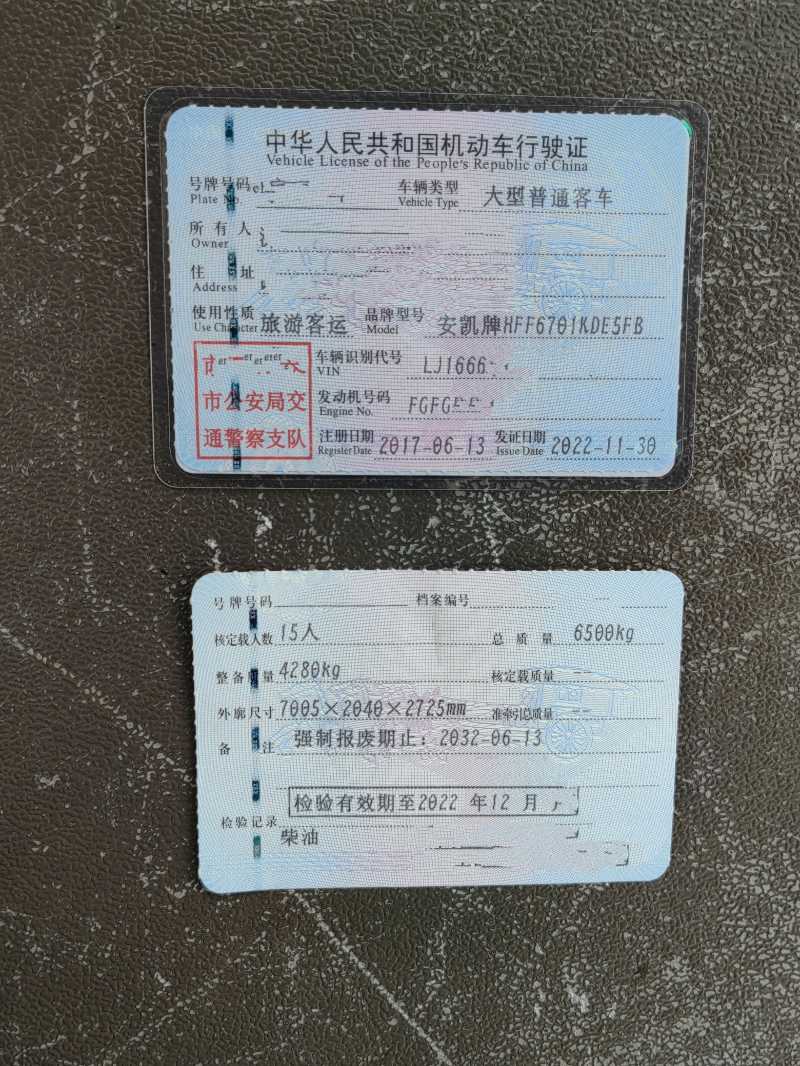 中华人民共和国机动车行驶证
Vehicle License of the People's Republic of China
号牌号码
Plate No.
车辆类型 大型普通客车
Vehicle Type
所有人
Owner
住址
Address
使用性质 旅游客运
Use Character
品牌型号 安凯牌HFF6701KDE5FB
Model
车辆识别代号 LJ1666
VIN
发动机号码 FGFG
Engine No.
市公安局交
通警察支队
注册日期 2017-06-13 发证日期 2022-11-30
Register Date Issue Date
号牌号码 档案编号
核定载人数 15人 总质量 6500kg
整备质量 4280kg 核定载质量 --
外廓尺寸 7005×2040×2725mm 准牵引总质量 --
备注 强制报废期止：2032-06-13
检验有效期至2022 年12 月
检验记录
柴油